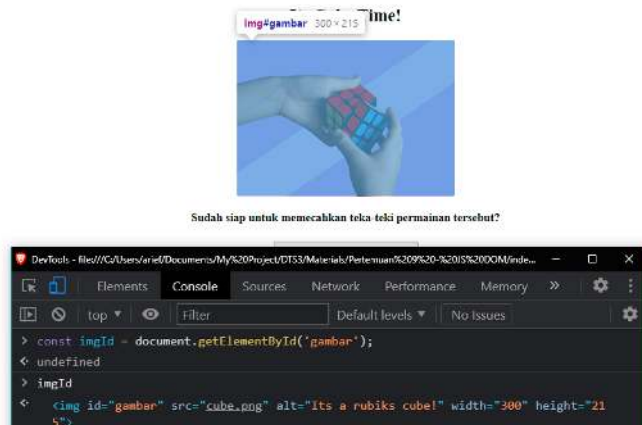 Time!
img#gambar 300 × 215
Sudah siap untuk memecahkan teka-teki permainan tersebut?
DevTools - file:///C:/Users/arief/Documents/My%20Project/DTS3/Materials/Pertemuan%209%20-%20JS%20DOM/inde...
Elements Console Sources Network Performance Memory »
top ▼ Filter Default levels ▼ No Issues
> const imgId = document.getElementById('gambar');
<· undefined
> imgId
<· <img id="gambar" src="cube.png" alt="Its a rubiks cube!" width="300" height="21
5">